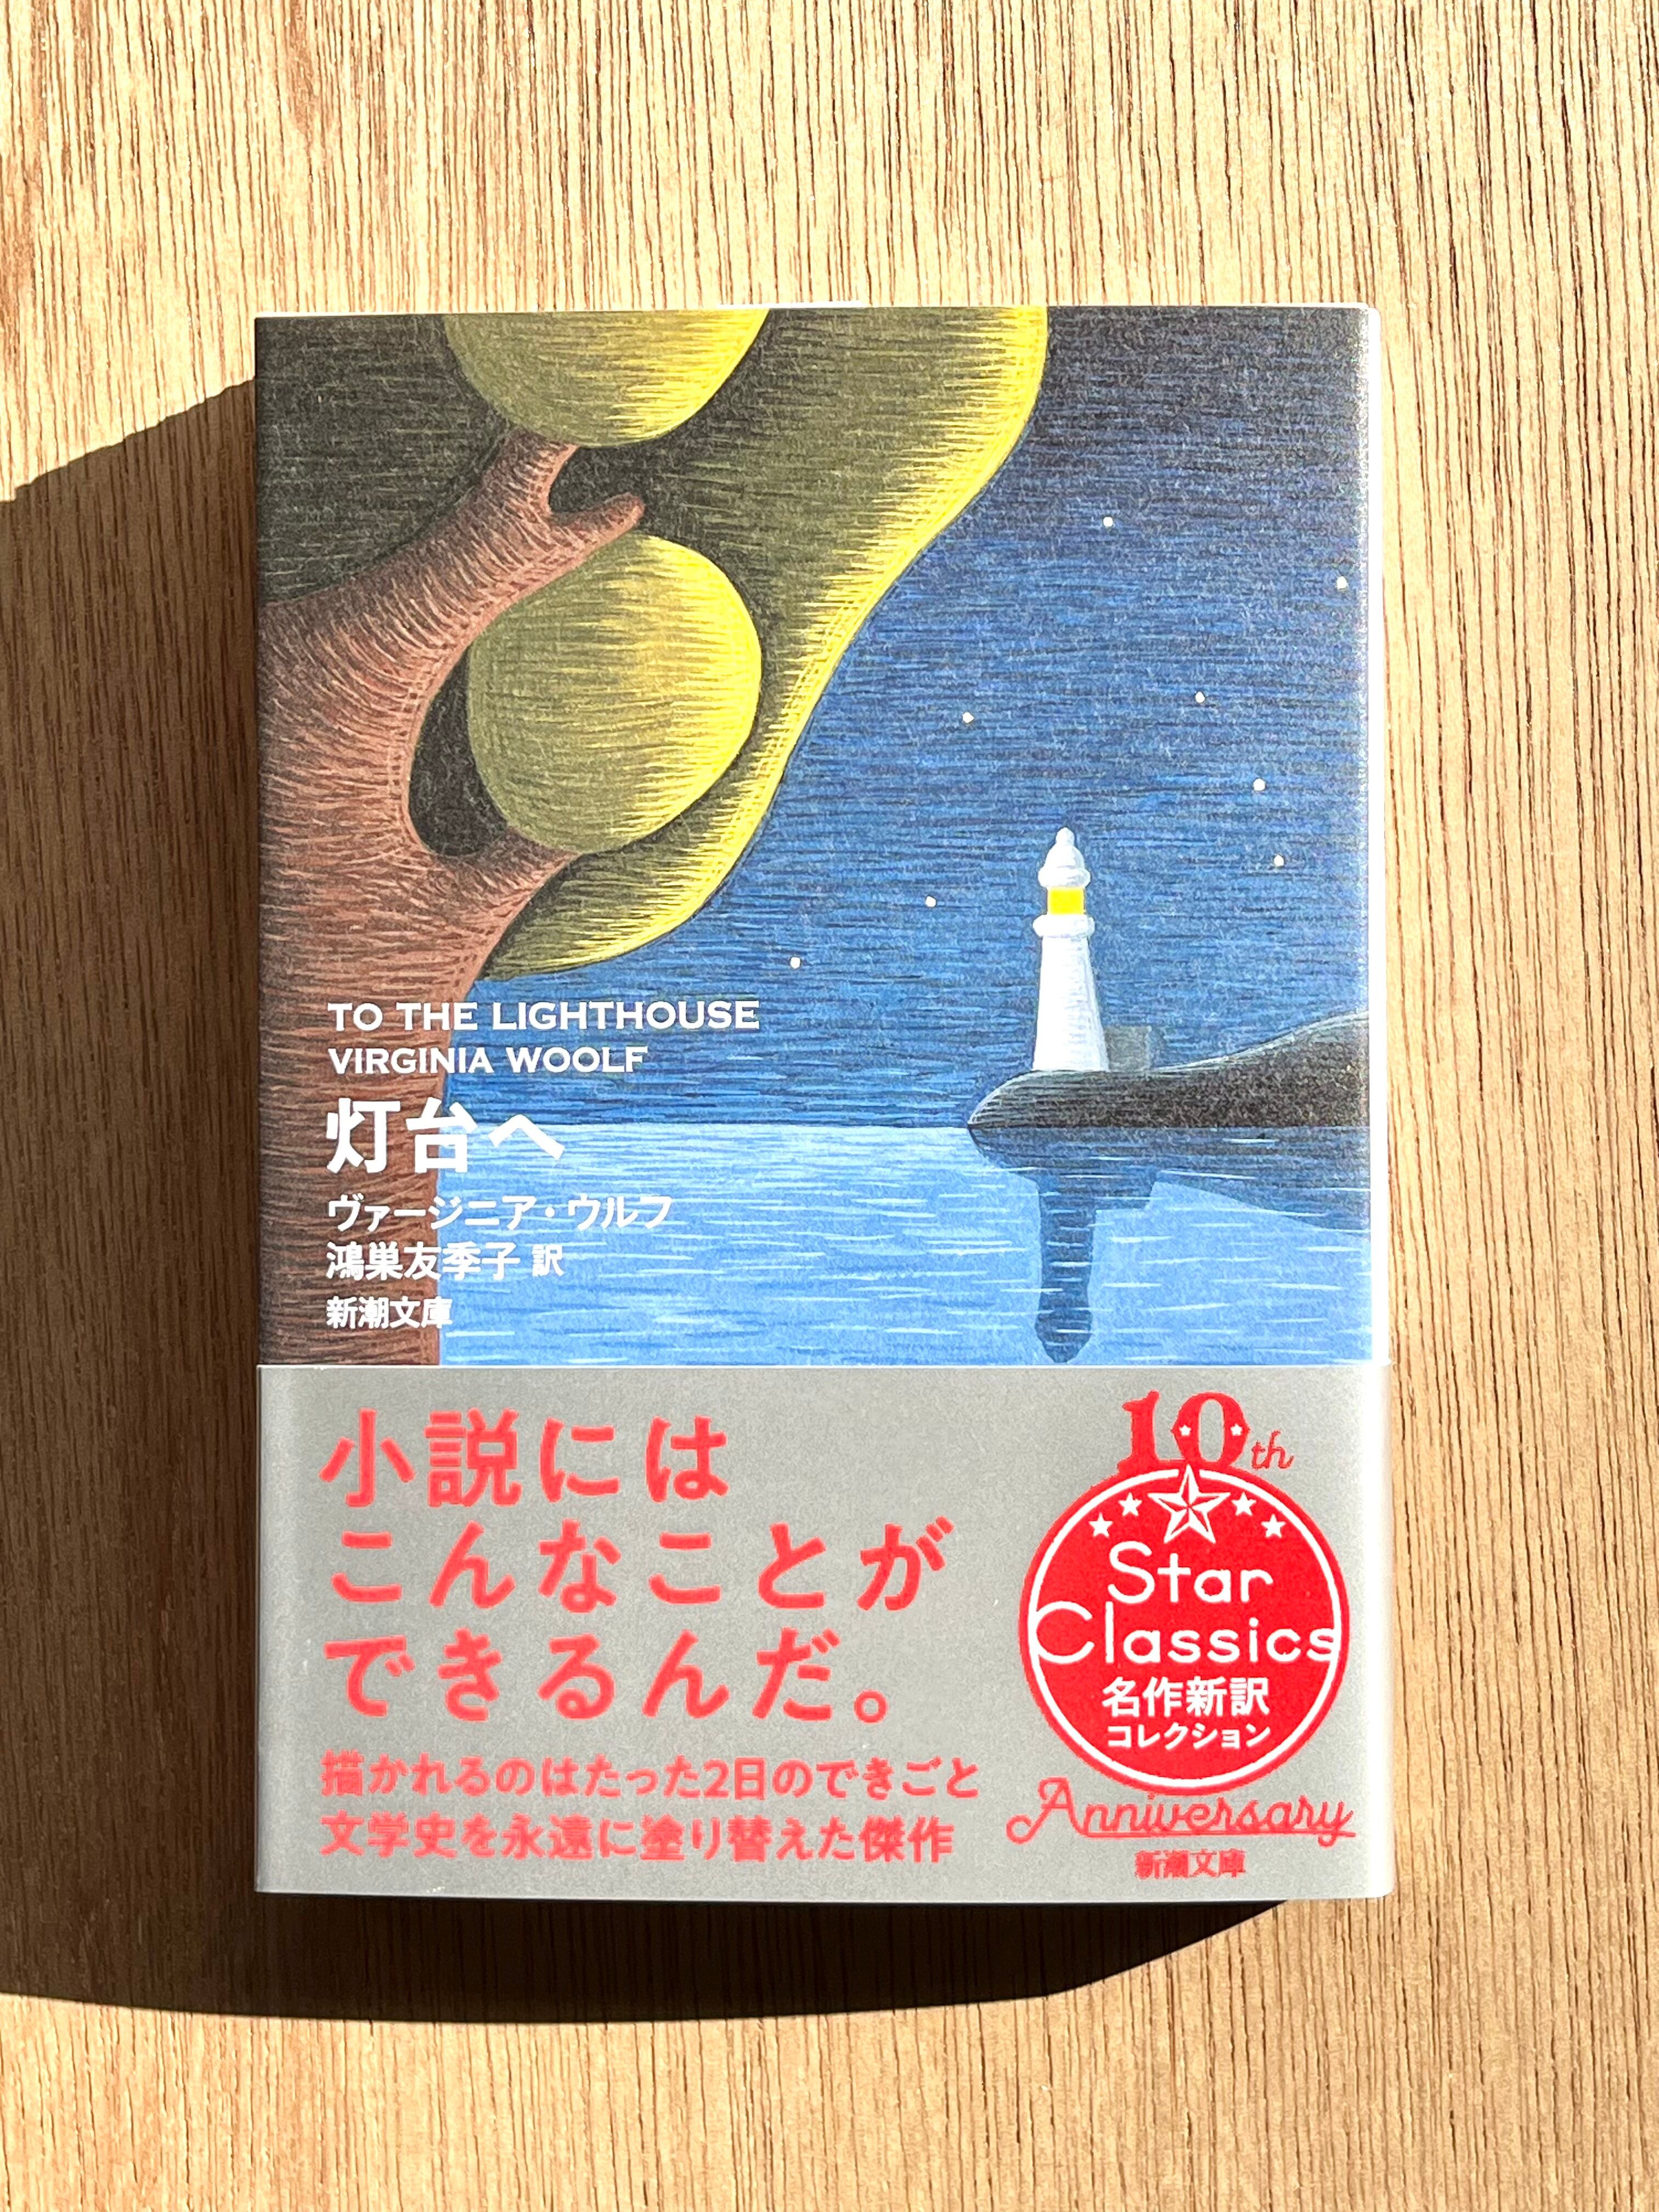 TO THE LIGHTHOUSE
VIRGINIA WOOLF
灯台へ
ヴァージニア・ウルフ
鴻巣友季子 訳
新潮文庫
小説には
こんなことが
できるんだ。
描かれるのはたった2日のできごと
文学史を永遠に塗り替えた傑作
10th
Star
Classics
名作新訳
コレクション
Anniversary
新潮文庫